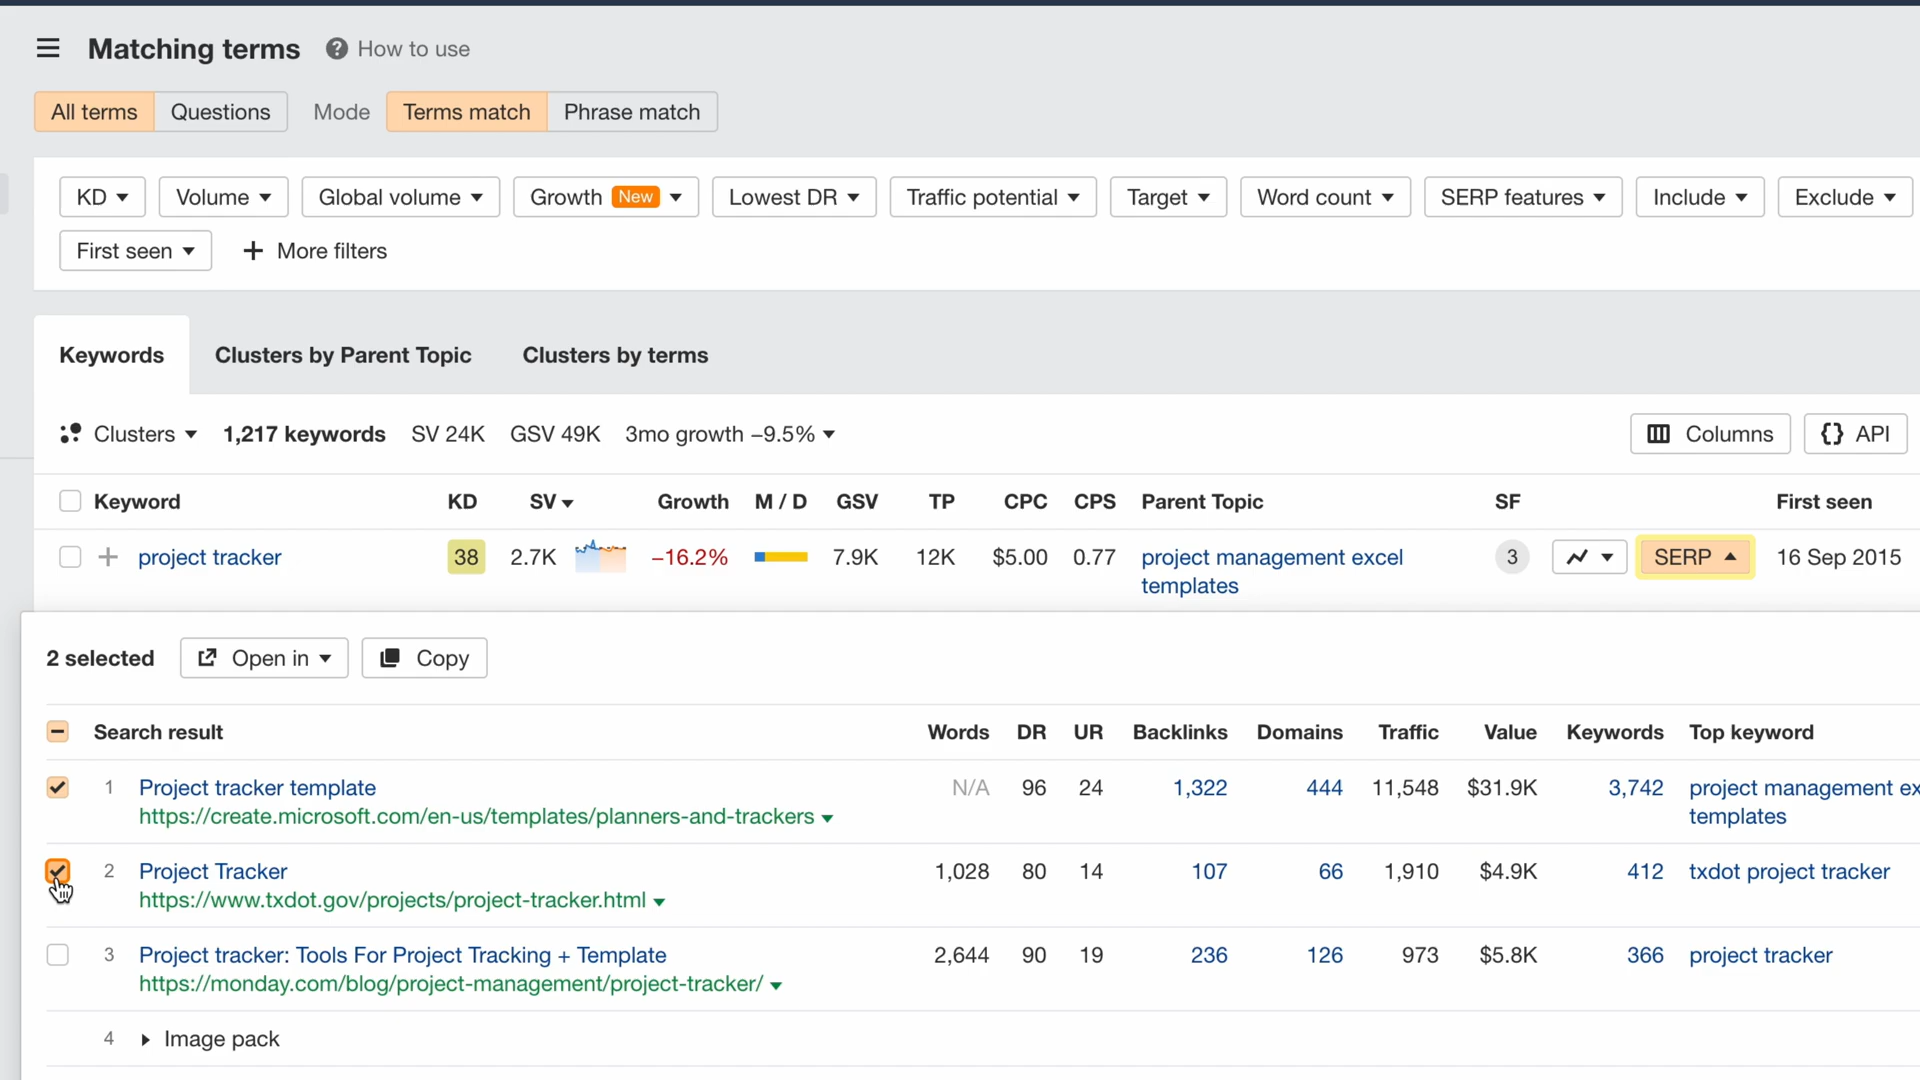 Matching terms ? How to use
All terms Questions Mode Terms match Phrase match
KD Volume Global volume Growth New Lowest DR Traffic potential Target Word count SERP features Include Exclude
First seen + More filters
Keywords Clusters by Parent Topic Clusters by terms
Clusters 1,217 keywords SV 24K GSV 49K 3mo growth –9.5% Columns {} API
Keyword KD SV Growth M / D GSV TP CPC CPS Parent Topic SF First seen
+ project tracker 38 2.7K –16.2% 7.9K 12K $5.00 0.77 project management excel 3 SERP 16 Sep 2015
templates
2 selected Open in Copy
Search result Words DR UR Backlinks Domains Traffic Value Keywords Top keyword
1 Project tracker template N/A 96 24 1,322 444 11,548 $31.9K 3,742 project management ex
https://create.microsoft.com/en-us/templates/planners-and-trackers templates
2 Project Tracker 1,028 80 14 107 66 1,910 $4.9K 412 txdot project tracker
https://www.txdot.gov/projects/project-tracker.html
3 Project tracker: Tools For Project Tracking + Template 2,644 90 19 236 126 973 $5.8K 366 project tracker
https://monday.com/blog/project-management/project-tracker/
4 Image pack